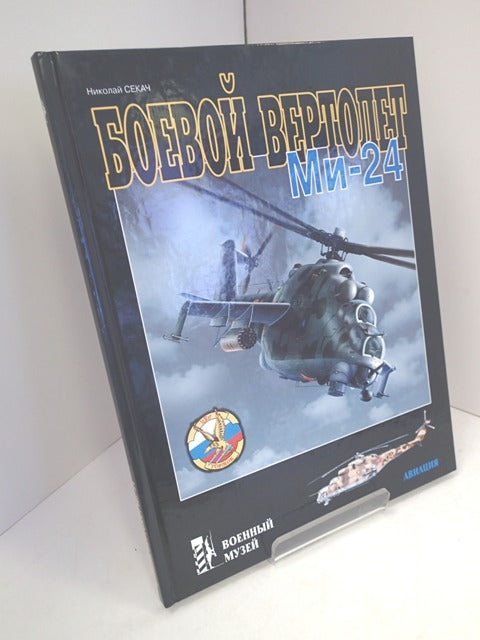 Николай СЕКАЧ
БОЕВОЙ ВЕРТОЛЕТ
Ми-24
ВОЕННЫЙ
МУЗЕЙ
АВИАЦИЯ